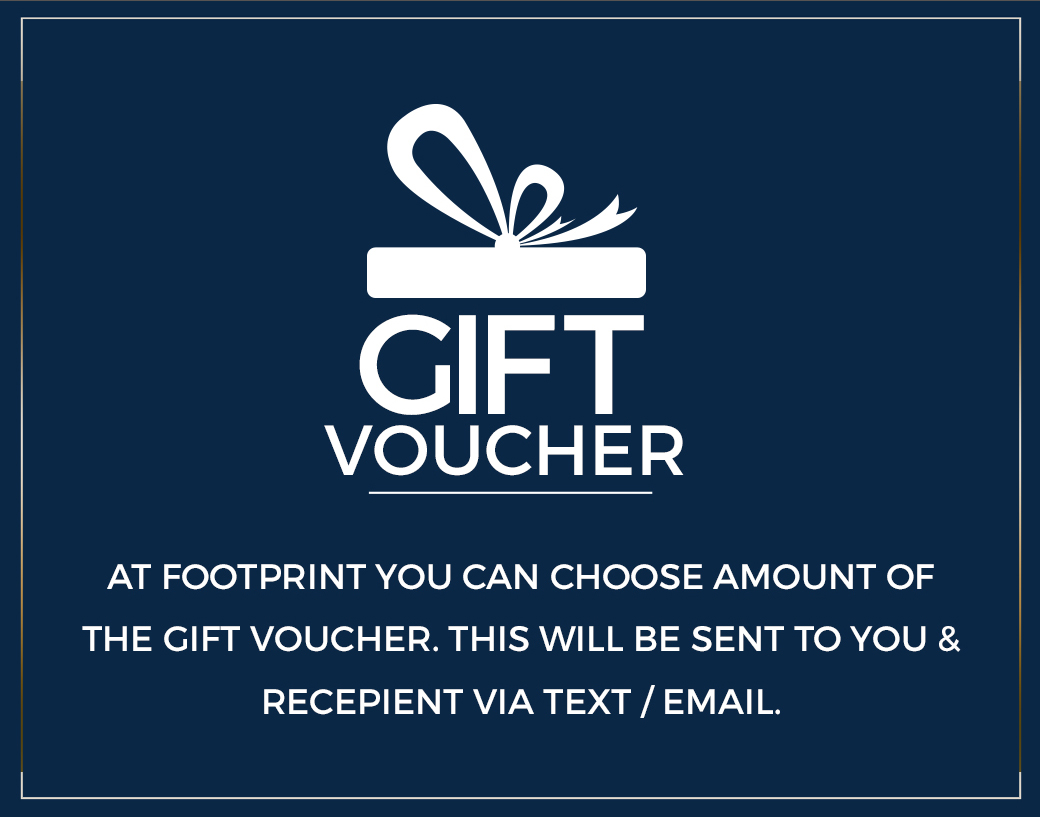 GIFT
VOUCHER
AT FOOTPRINT YOU CAN CHOOSE AMOUNT OF
THE GIFT VOUCHER. THIS WILL BE SENT TO YOU &
RECEPIENT VIA TEXT / EMAIL.